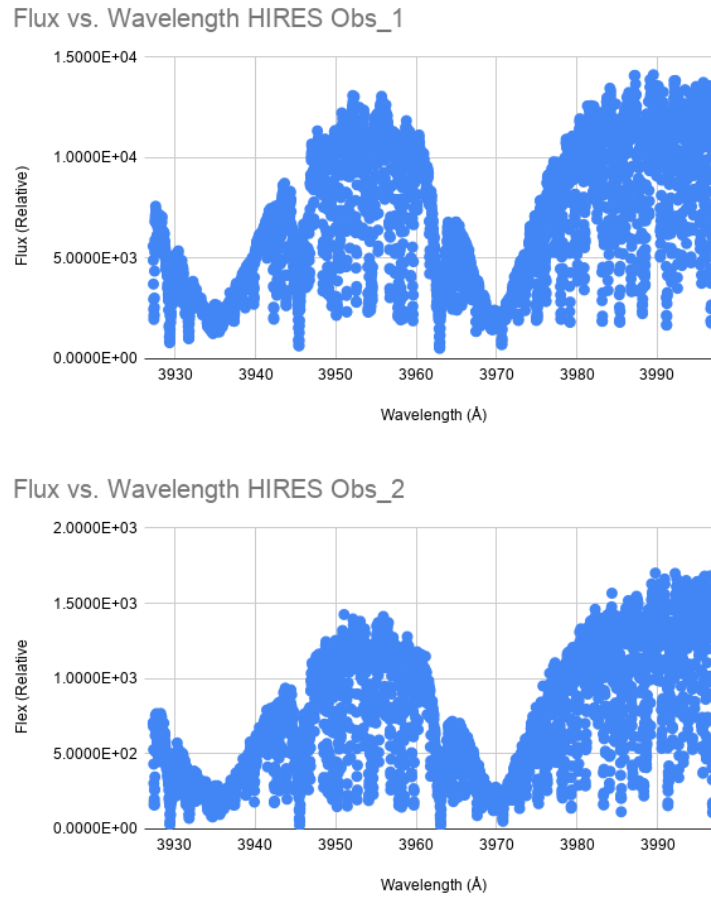 Flux vs. Wavelength HIRES Obs_1
1.5000E+04
1.0000E+04
5.0000E+03
0.0000E+00
Flux (Relative)
3930 3940 3950 3960 3970 3980 3990
Wavelength (Å)
Flux vs. Wavelength HIRES Obs_2
2.0000E+03
1.5000E+03
1.0000E+03
5.0000E+02
0.0000E+00
Flex (Relative
3930 3940 3950 3960 3970 3980 3990
Wavelength (Å)